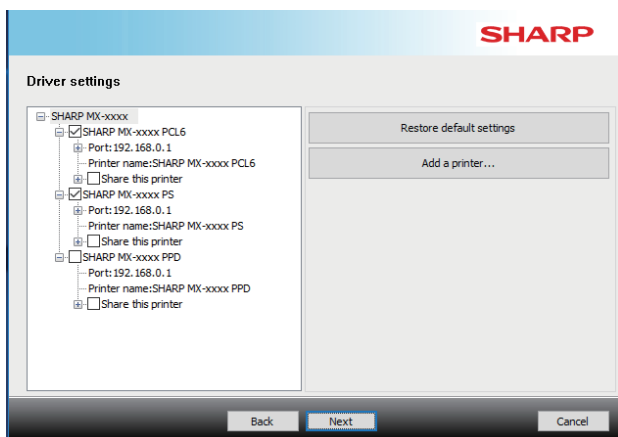 SHARP
Driver settings
SHARP MX-xxxx
SHARP MX-xxxx PCL6
Port:192.168.0.1
Printer name:SHARP MX-xxxx PCL6
Share this printer
SHARP MX-xxxx PS
Port:192.168.0.1
Printer name:SHARP MX-xxxx PS
Share this printer
SHARP MX-xxxx PPD
Port:192.168.0.1
Printer name:SHARP MX-xxxx PPD
Share this printer
Restore default settings
Add a printer...
Back Next Cancel